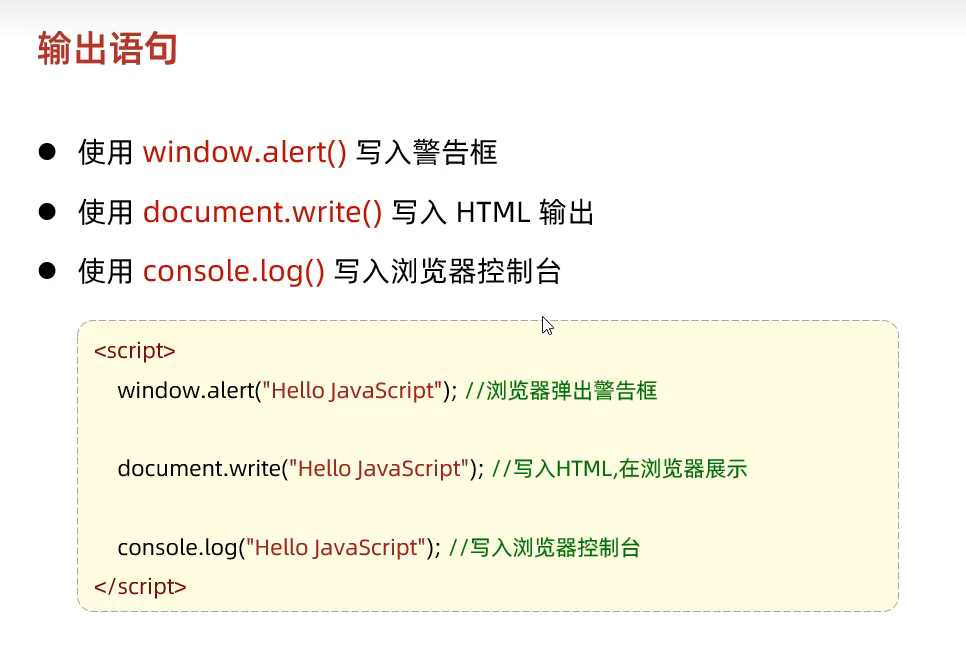 输出语句
● 使用 window.alert() 写入警告框
● 使用 document.write() 写入 HTML 输出
● 使用 console.log() 写入浏览器控制台
<script>
window.alert("Hello JavaScript"); //浏览器弹出警告框
document.write("Hello JavaScript"); //写入HTML,在浏览器展示
console.log("Hello JavaScript"); //写入浏览器控制台
</script>